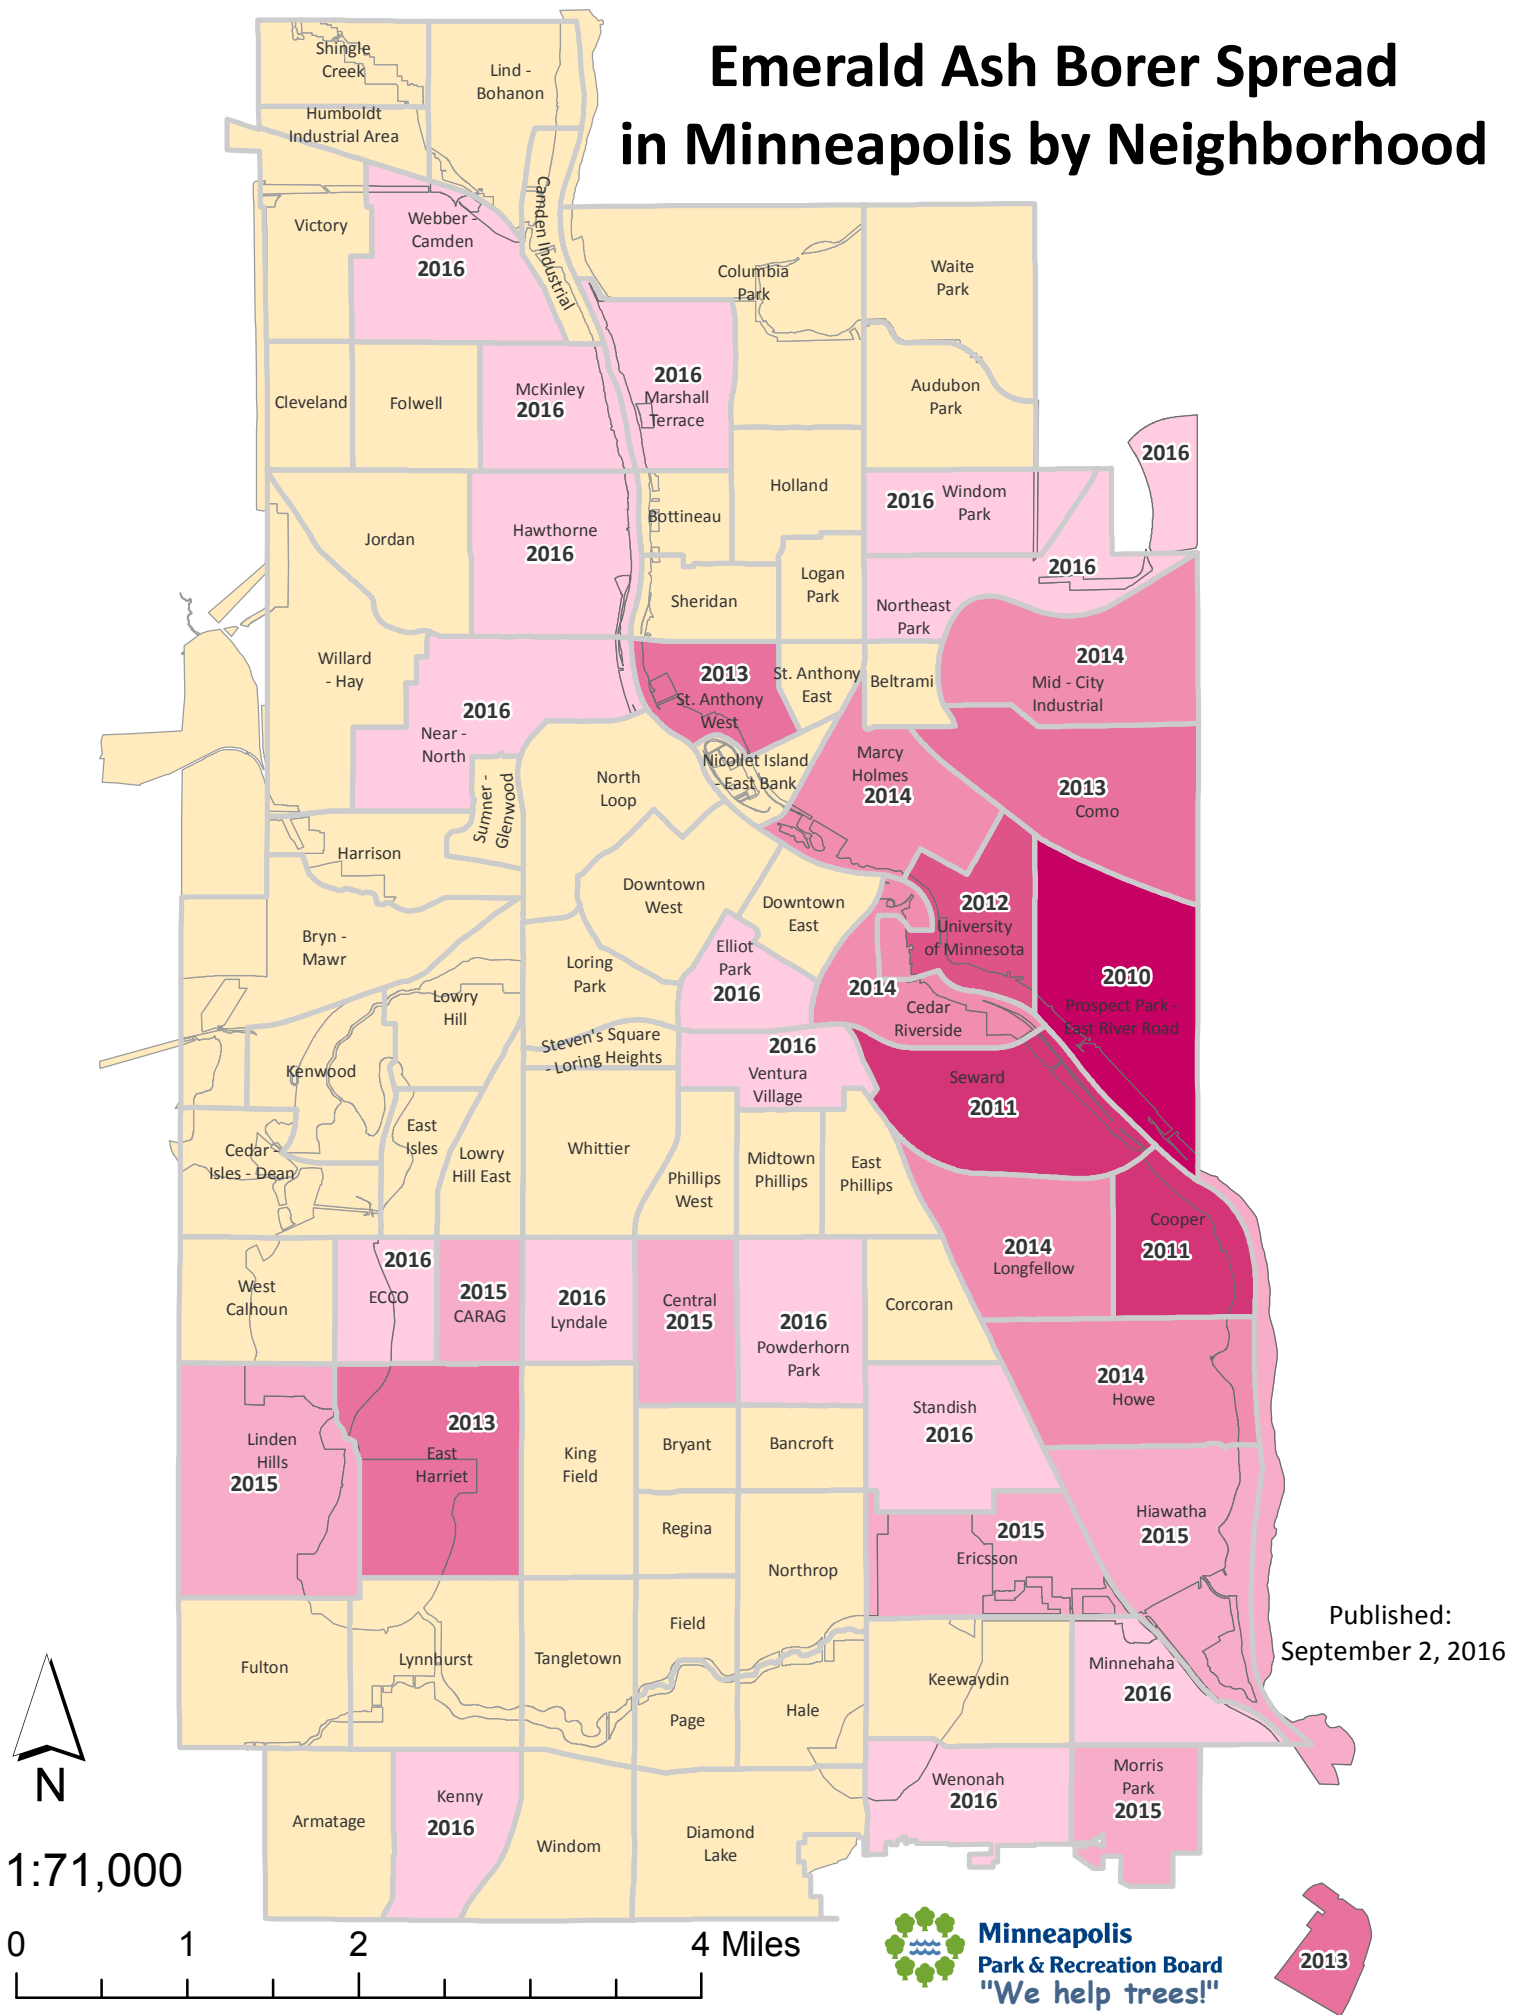 Emerald Ash Borer Spread
in Minneapolis by Neighborhood
Shingle
Creek
Lind -
Bohanon
Humboldt
Industrial Area
Camden Industrial
Victory
Webber -
Camden
2016
Columbia
Park
Waite
Park
Cleveland
Folwell
McKinley
2016
2016
Marshall
Terrace
Audubon
Park
2016
Jordan
Hawthorne
2016
Bottineau
Holland
2016
Windom
Park
Sheridan
Logan
Park
2016
Northeast
Park
Willard
- Hay
2016
Near -
North
2013
St. Anthony
West
St. Anthony
East
Beltrami
2014
Mid - City
Industrial
Sumner -
Glenwood
North
Loop
Nicollet Island
- East Bank
Marcy
Holmes
2014
2013
Como
Harrison
Downtown
West
Downtown
East
2012
University
of Minnesota
Bryn -
Mawr
Loring
Park
Elliot
Park
2016
2014
Cedar
Riverside
2010
Prospect Park -
East River Road
Lowry
Hill
Steven's Square
- Loring Heights
2016
Ventura
Village
Kenwood
Seward
2011
Cedar -
Isles - Dean
East
Isles
Lowry
Hill East
Whittier
Phillips
West
Midtown
Phillips
East
Phillips
2014
Longfellow
Cooper
2011
West
Calhoun
2016
ECCO
2015
CARAG
2016
Lyndale
Central
2015
2016
Powderhorn
Park
Corcoran
2014
Howe
Linden
Hills
2015
2013
East
Harriet
King
Field
Bryant
Bancroft
Standish
2016
Regina
Northrop
2015
Ericsson
Hiawatha
2015
Published:
September 2, 2016
Fulton
Lynnhurst
Tangletown
Field
Page
Hale
Keewaydin
Minnehaha
2016
N
Armatage
Kenny
2016
Windom
Diamond
Lake
Wenonah
2016
Morris
Park
2015
1:71,000
0 1 2 4 Miles
Minneapolis
Park & Recreation Board
"We help trees!"
2013